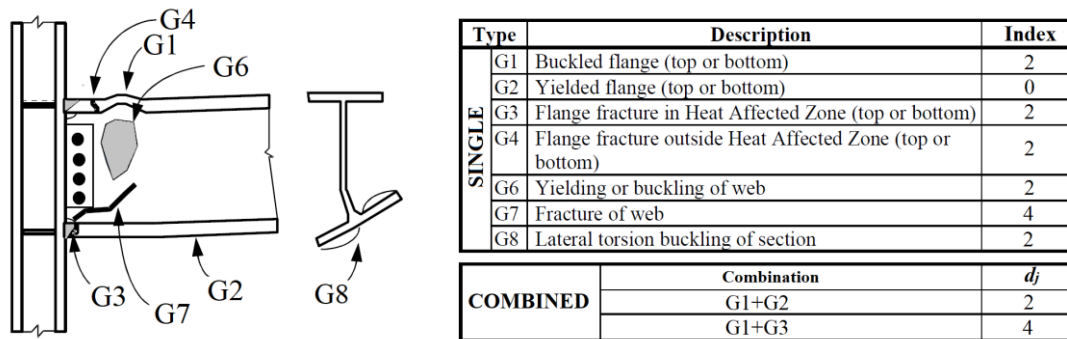 G4
G1
G6
G3
G7
G2
G8
Type Description Index
SINGLE
G1 Buckled flange (top or bottom) 2
G2 Yielded flange (top or bottom) 0
G3 Flange fracture in Heat Affected Zone (top or bottom) 2
G4 Flange fracture outside Heat Affected Zone (top or
bottom) 2
G6 Yielding or buckling of web 2
G7 Fracture of web 4
G8 Lateral torsion buckling of section 2
COMBINED
Combination dj
G1+G2 2
G1+G3 4